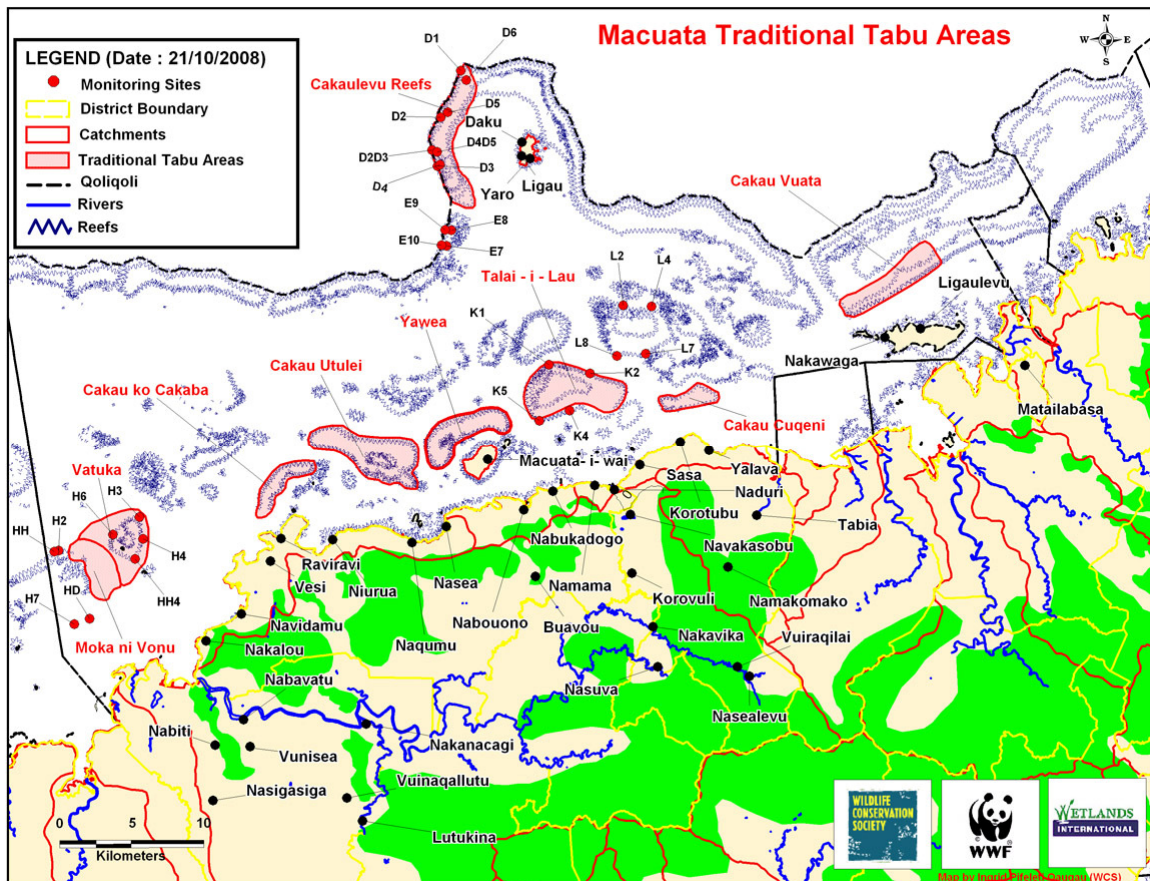 Macuata Traditional Tabu Areas
N
W
E
S
LEGEND (Date : 21/10/2008)
Monitoring Sites
District Boundary
Catchments
Traditional Tabu Areas
Qoliqoli
Rivers
Reefs
D1
D6
Cakaulevu Reefs
D5
D2
Daku
D4D5
D2D3
D3
D4
Yaro
Ligau
Cakau Vuata
E9
E8
E10
E7
Talai - i - Lau
L2
L4
Ligaulevu
Yawea
K1
L8
L7
Nakawaga
Cakau Utulei
K2
Matailabasa
Cakau ko Cakaba
K5
K4
Cakau Cuqeni
Vatuka
Macuata- i- wai
Yalava
H6
H3
Sasa
Naduri
HH
H2
Korotubu
Tabia
H4
Nabukadogo
Navakasobu
Raviravi
Nasea
Namama
HH4
Vesi
Niurua
Korovuli
Namakomako
H7
HD
Navidamu
Nabouono
Buavou
Nakavika
Vuiraqilai
Moka ni Vonu
Nakalou
Naqumu
Nabavatu
Nasuva
Nasealevu
Nabiti
Nakanacagi
Vunisea
Nasigasiga
Vuinaqallutu
Lutukina
0 5 10
Kilometers
WILDLIFE
CONSERVATION
SOCIETY
WWF
WETLANDS
INTERNATIONAL
Map by Ingrid
(WCS)